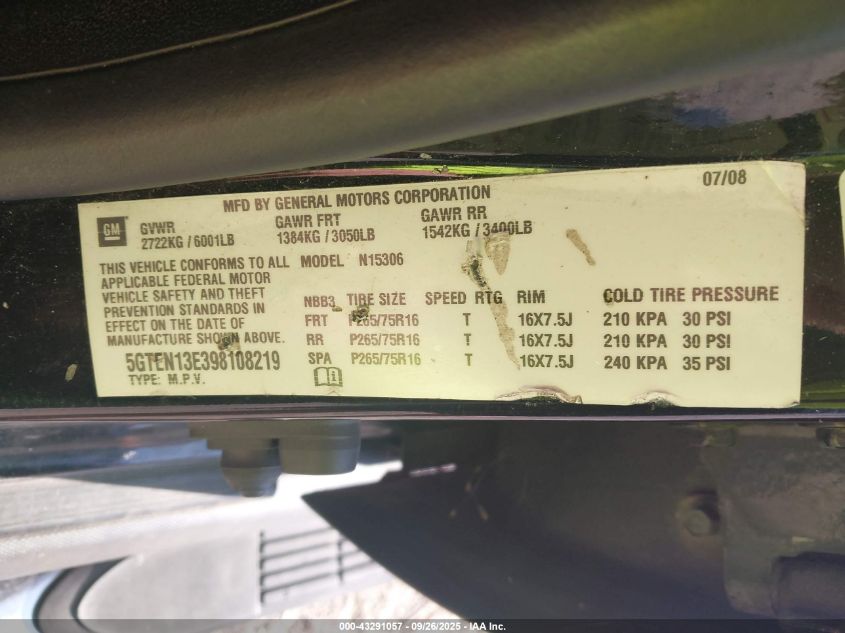 07/08
MFD BY GENERAL MOTORS CORPORATION
GM GVWR GAWR FRT GAWR RR
2722KG / 6001LB 1384KG / 3050LB 1542KG / 3400LB
THIS VEHICLE CONFORMS TO ALL MODEL N15306
APPLICABLE FEDERAL MOTOR
VEHICLE SAFETY AND THEFT
PREVENTION STANDARDS IN
EFFECT ON THE DATE OF
MANUFACTURE SHOWN ABOVE.
5GTEN13E398108219
TYPE: M.P.V.
NBB3 TIRE SIZE SPEED RTG RIM COLD TIRE PRESSURE
FRT P265/75R16 T 16X7.5J 210 KPA 30 PSI
RR P265/75R16 T 16X7.5J 210 KPA 30 PSI
SPA P265/75R16 T 16X7.5J 240 KPA 35 PSI
000-43291057 - 09/26/2025 - IAA Inc.